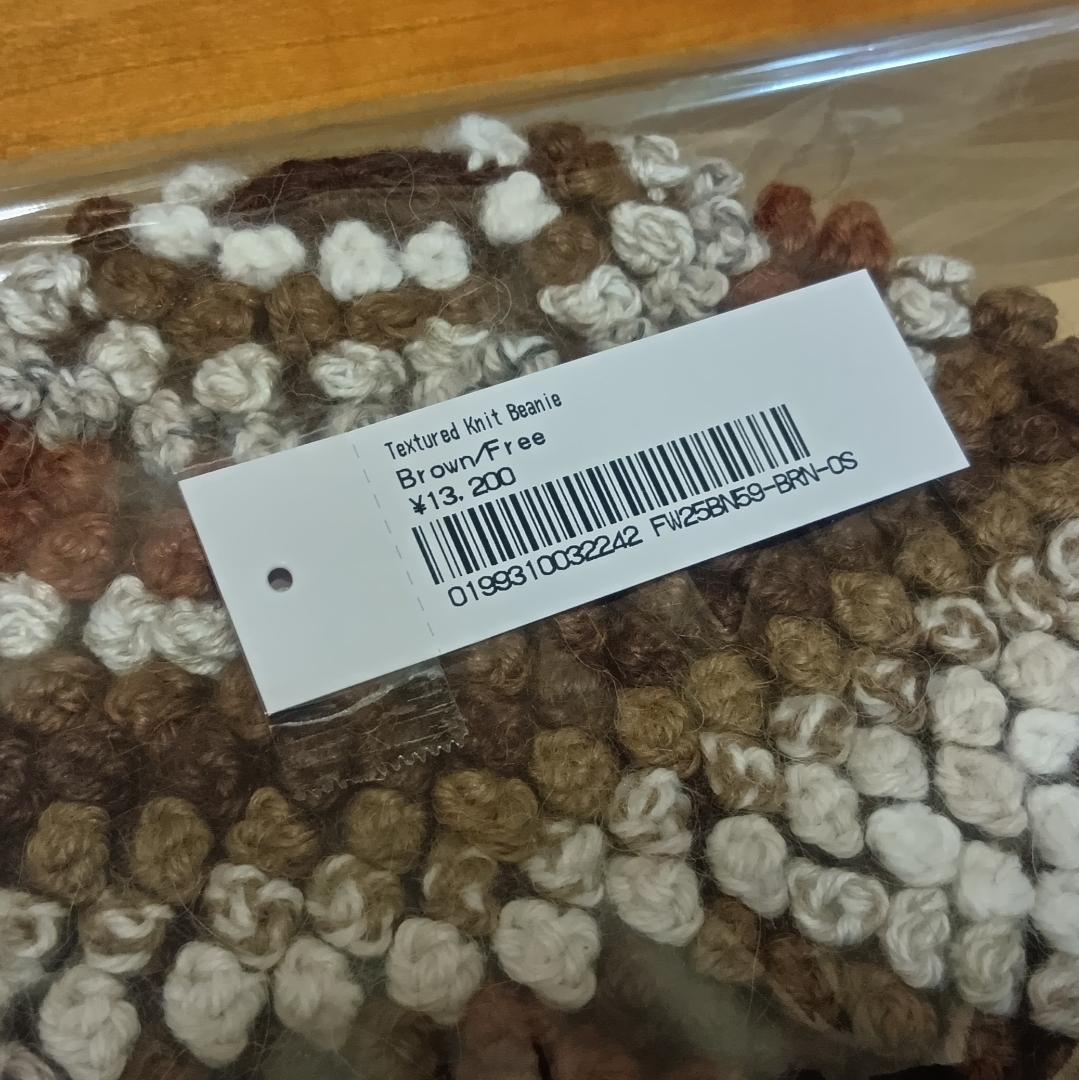 Textured Knit Beanie
Brown/Free
¥13.200
0199310032242 FW25BN59-BRN-OS